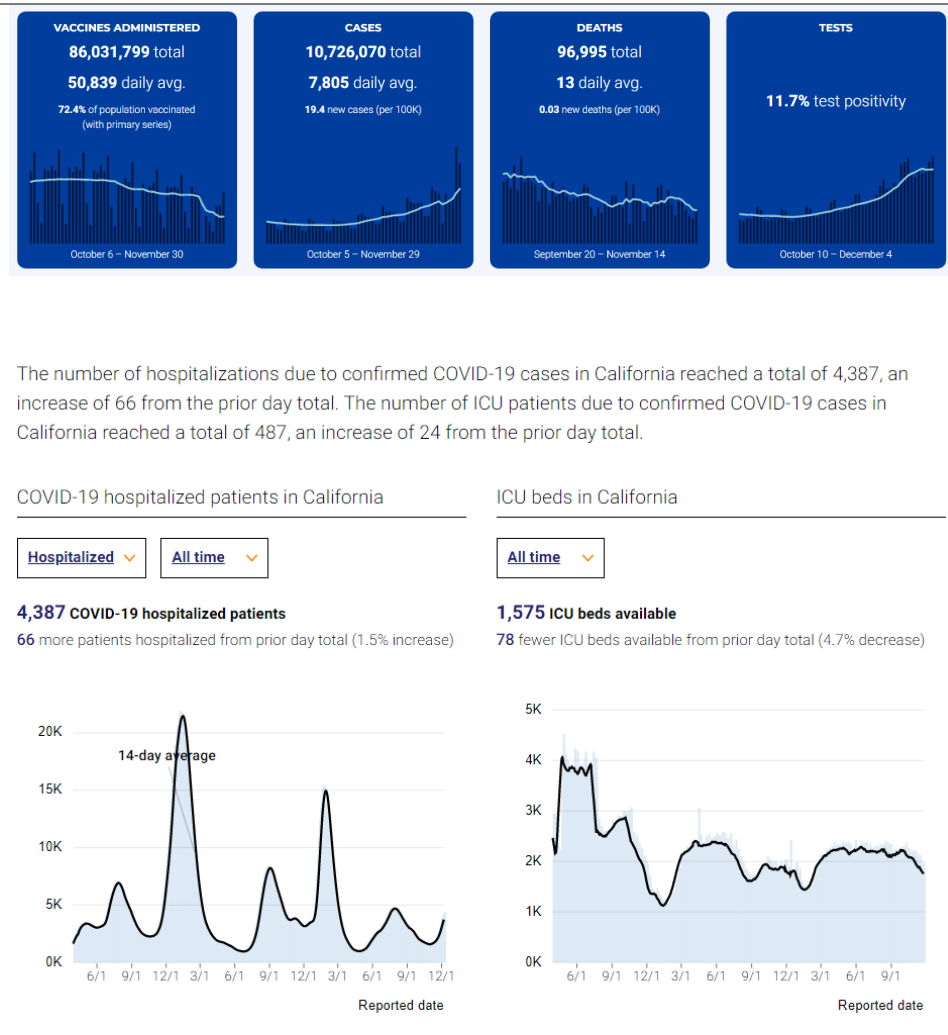 VACCINES ADMINISTERED
86,031,799 total
50,839 daily avg.
72.4% of population vaccinated
(with primary series)
October 6 – November 30
CASES
10,726,070 total
7,805 daily avg.
19.4 new cases (per 100K)
October 5 – November 29
DEATHS
96,995 total
13 daily avg.
0.03 new deaths (per 100K)
September 20 – November 14
TESTS
11.7% test positivity
October 10 – December 4
The number of hospitalizations due to confirmed COVID-19 cases in California reached a total of 4,387, an
increase of 66 from the prior day total. The number of ICU patients due to confirmed COVID-19 cases in
California reached a total of 487, an increase of 24 from the prior day total.
COVID-19 hospitalized patients in California
Hospitalized
All time
4,387 COVID-19 hospitalized patients
66 more patients hospitalized from prior day total (1.5% increase)
20K
14-day average
15K
10K
5K
0K
6/1 9/1 12/1 3/1 6/1 9/1 12/1 3/1 6/1 9/1 12/1
Reported date
ICU beds in California
All time
1,575 ICU beds available
78 fewer ICU beds available from prior day total (4.7% decrease)
5K
4K
3K
2K
1K
0K
6/1 9/1 12/1 3/1 6/1 9/1 12/1 3/1 6/1 9/1
Reported date